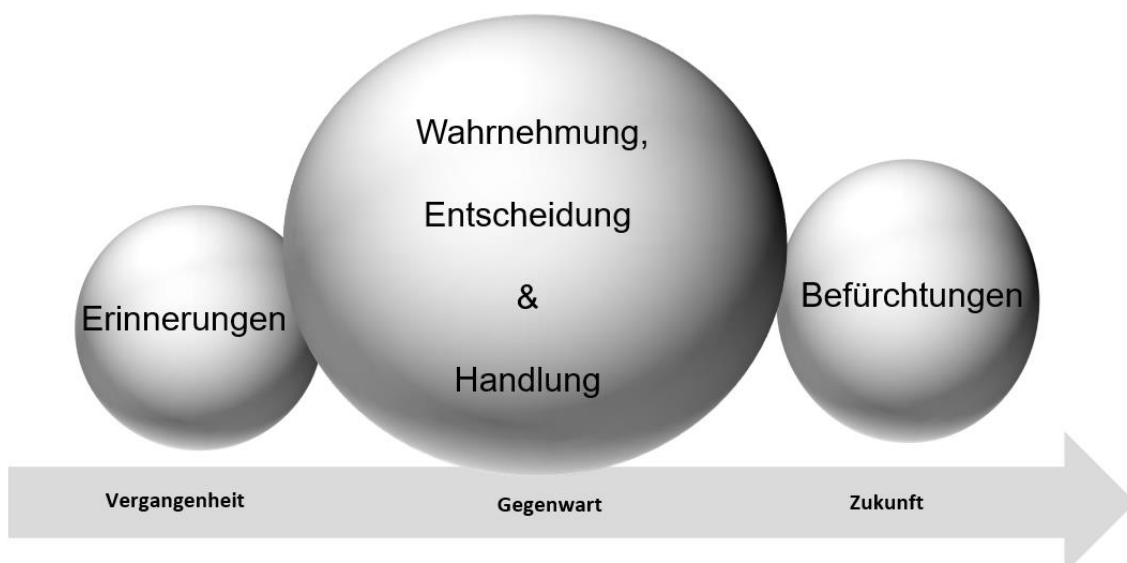 Wahrnehmung,
Entscheidung
&
Handlung
Erinnerungen
Befürchtungen
Vergangenheit
Gegenwart
Zukunft